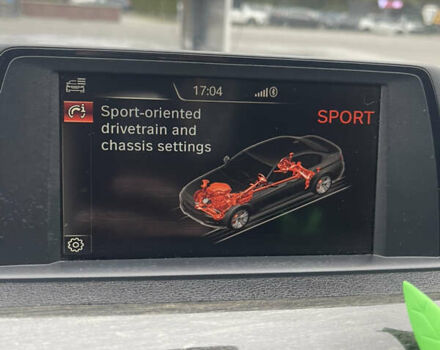 17:04
Sport-oriented
drivetrain and
chassis settings
SPORT